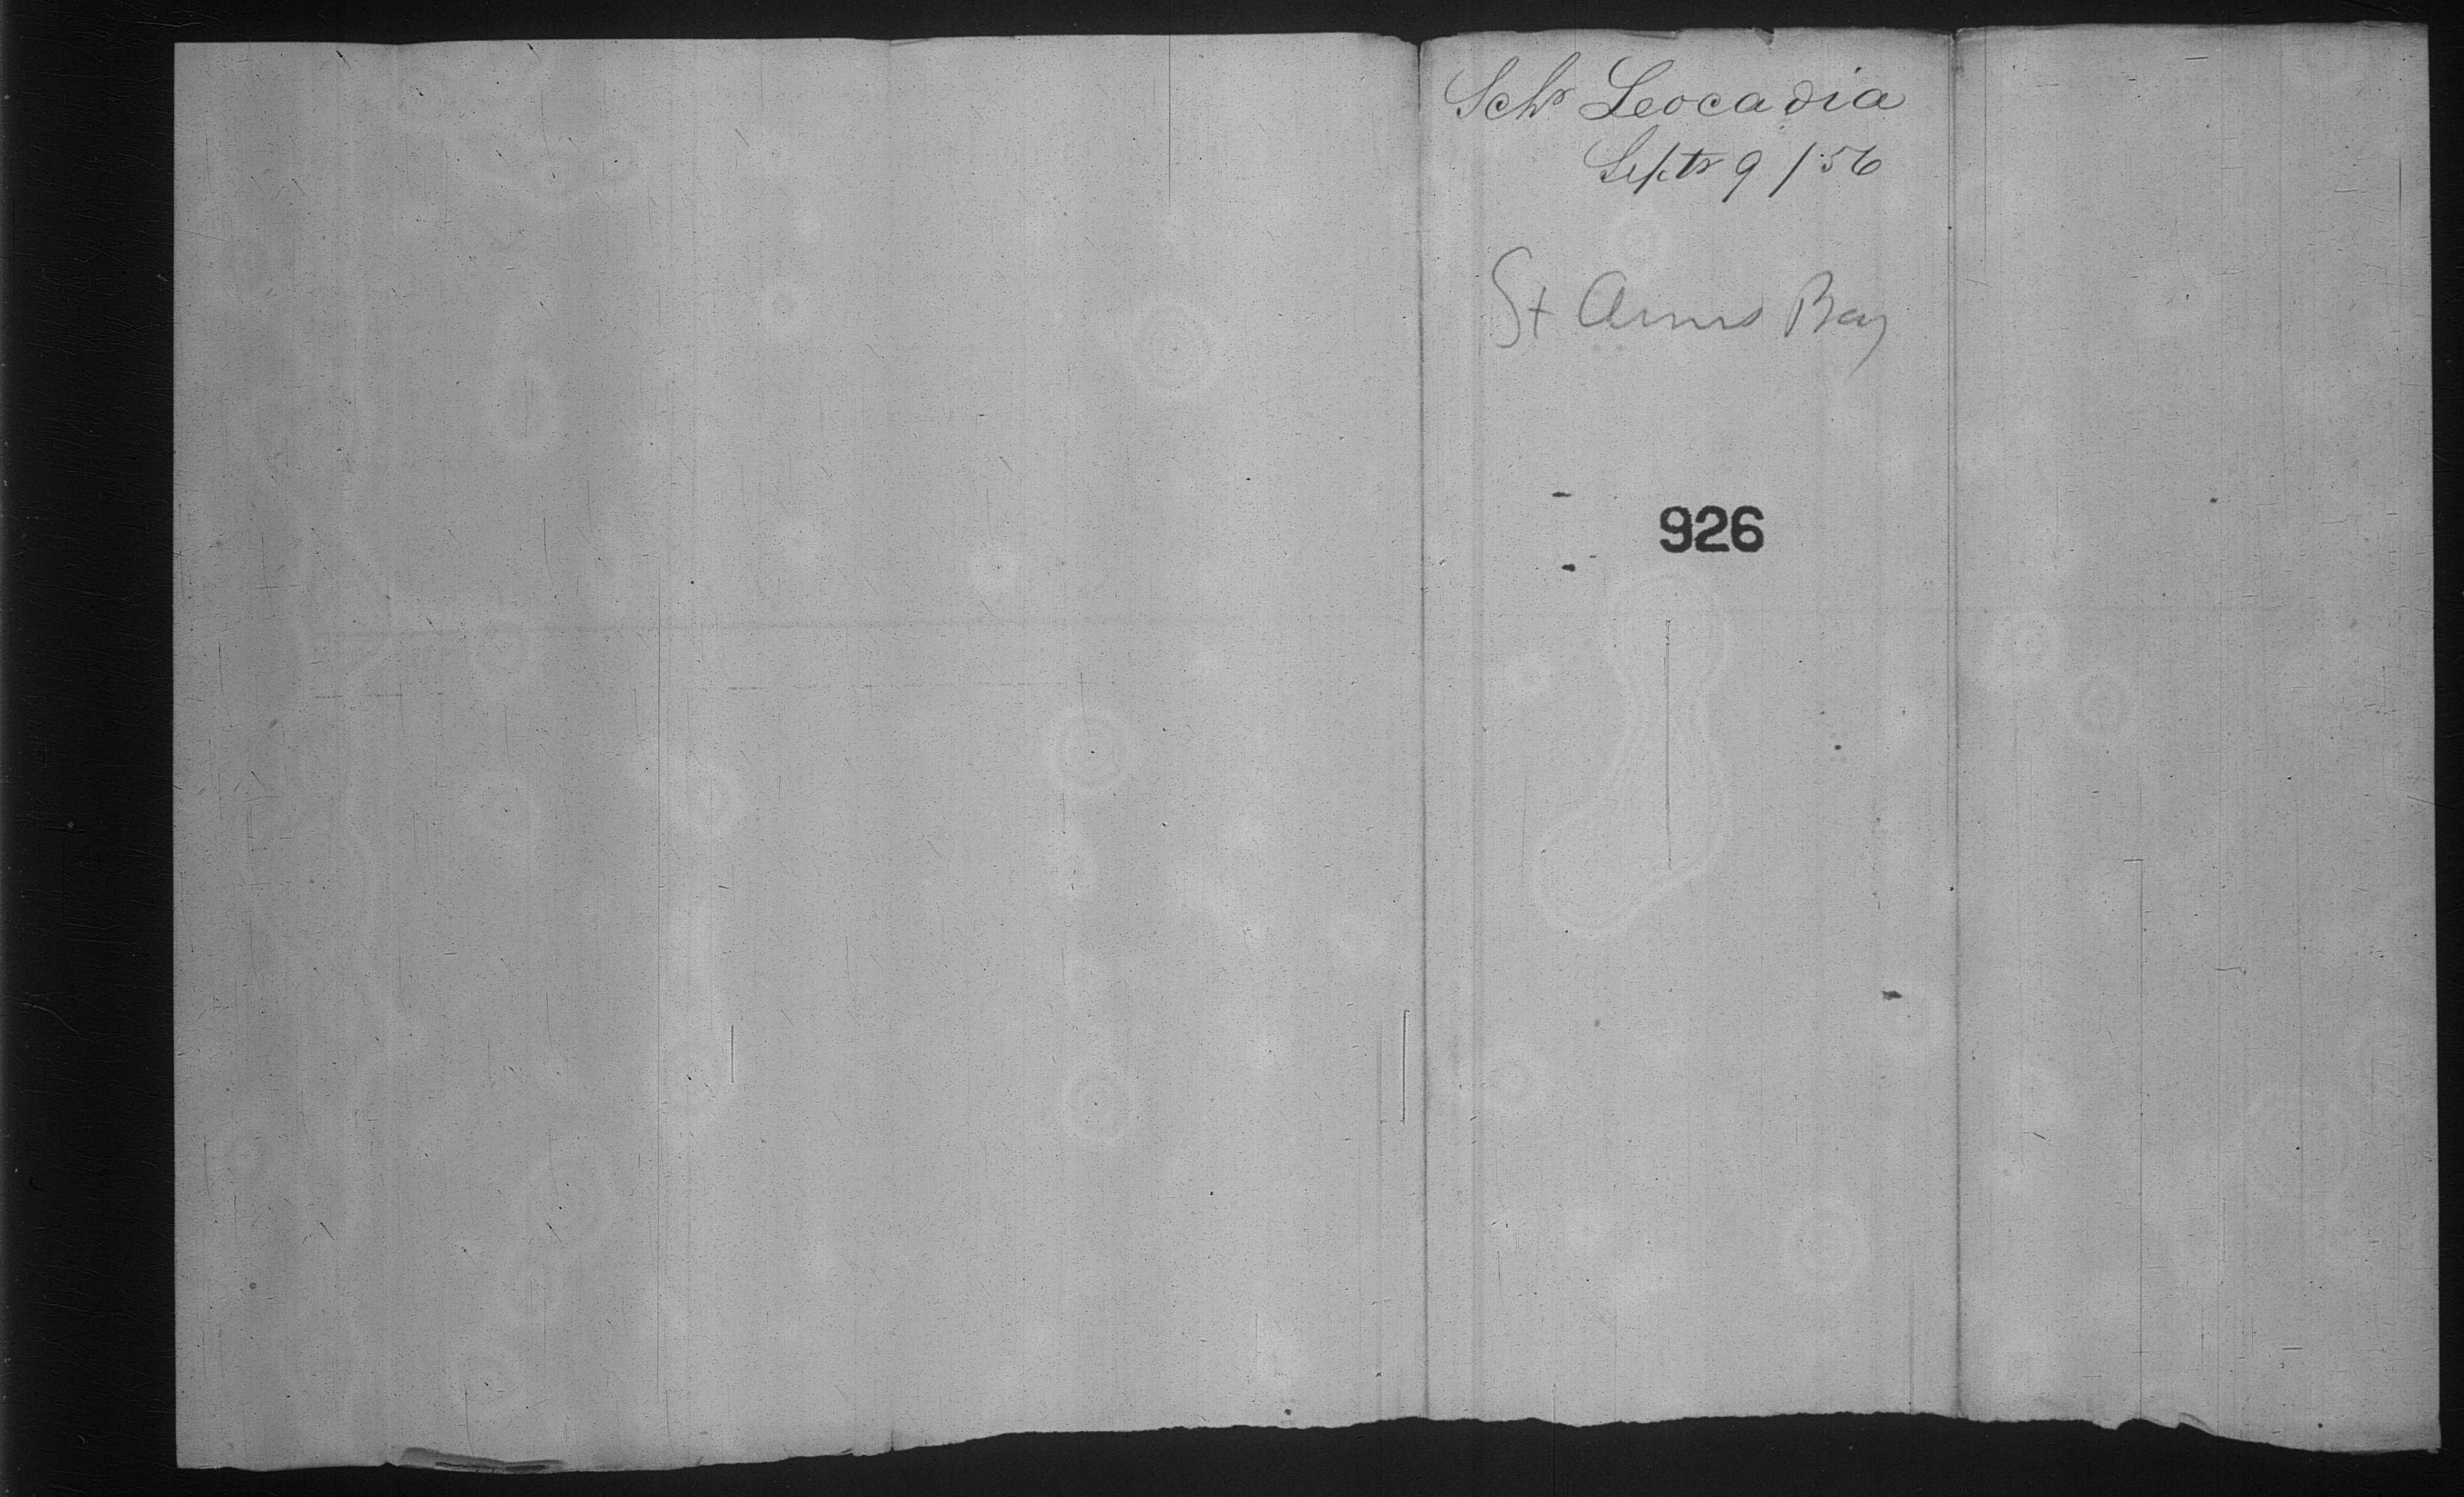 Schr Leocadia
Septr 9 / 56
St Anns Bay
926